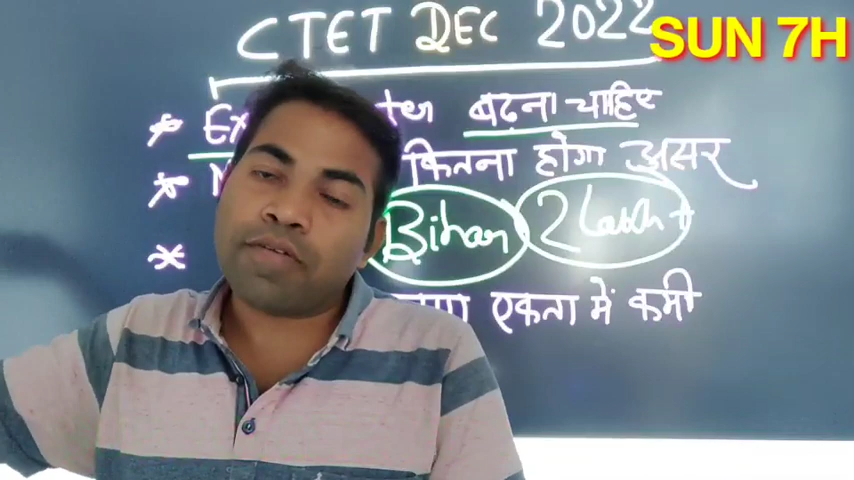 CTET DEC 2022
SUN 7H
* बढ़ना चाहिए
* कितना होगा असर
Bihar 2 Lakh +
* एकता में कमी